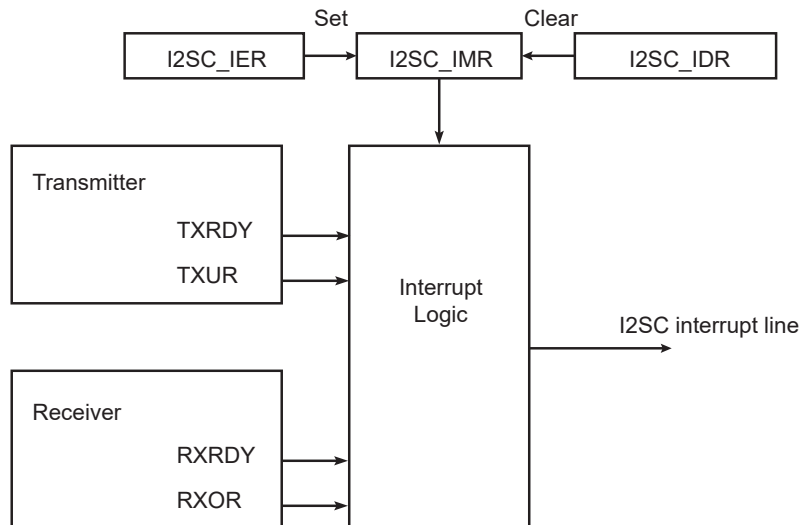 Set
Clear
I2SC_IER
I2SC_IMR
I2SC_IDR
Transmitter
TXRDY
TXUR
Interrupt
Logic
I2SC interrupt line
Receiver
RXRDY
RXOR